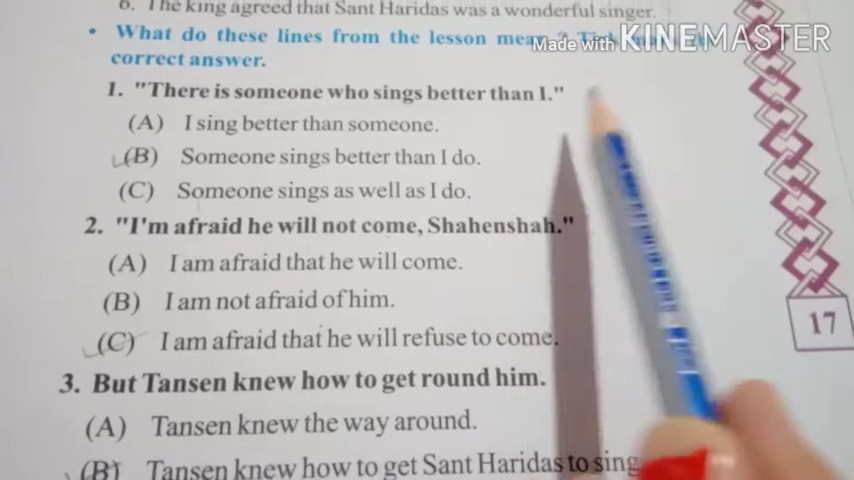 6. The king agreed that Sant Haridas was a wonderful singer.
• What do these lines from the lesson mean
correct answer.
Made with KINEMASTER
1. "There is someone who sings better than I."
(A) I sing better than someone.
(B) Someone sings better than I do.
(C) Someone sings as well as I do.
2. "I'm afraid he will not come, Shahenshah."
(A) I am afraid that he will come.
(B) I am not afraid of him.
(C) I am afraid that he will refuse to come.
17
3. But Tansen knew how to get round him.
(A) Tansen knew the way around.
(B) Tansen knew how to get Sant Haridas to sing